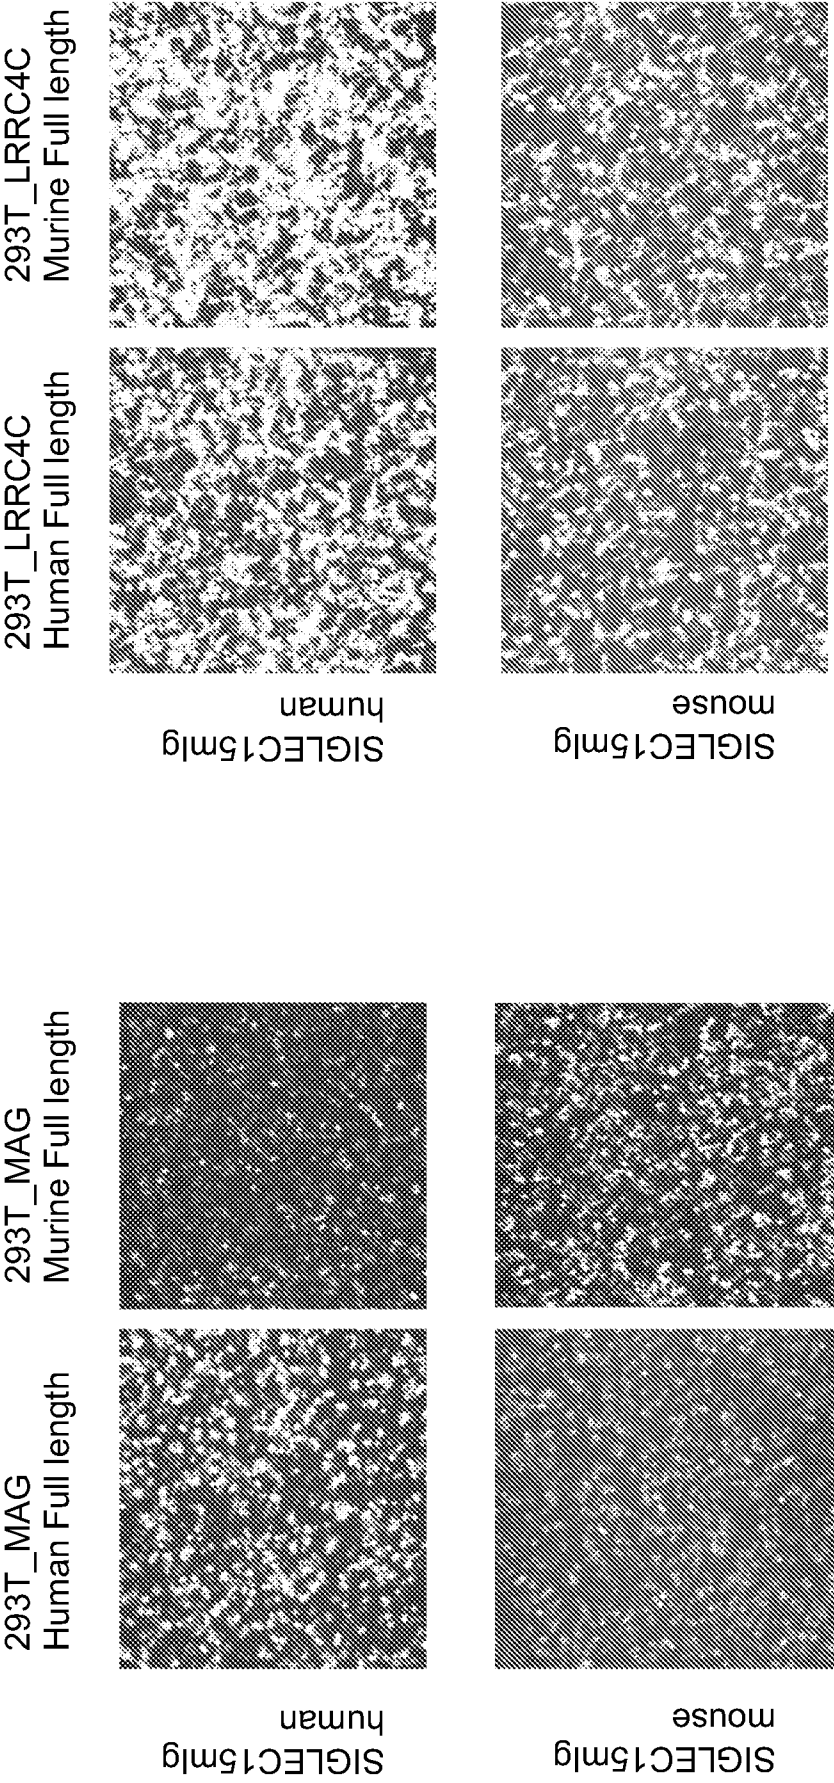 293T_MAG
Human Full length
293T_MAG
Murine Full length
293T_LRRC4C
Human Full length
293T_LRRC4C
Murine Full length
SIGLEC15mIg
human
SIGLEC15mIg
mouse
SIGLEC15mIg
human
SIGLEC15mIg
mouse